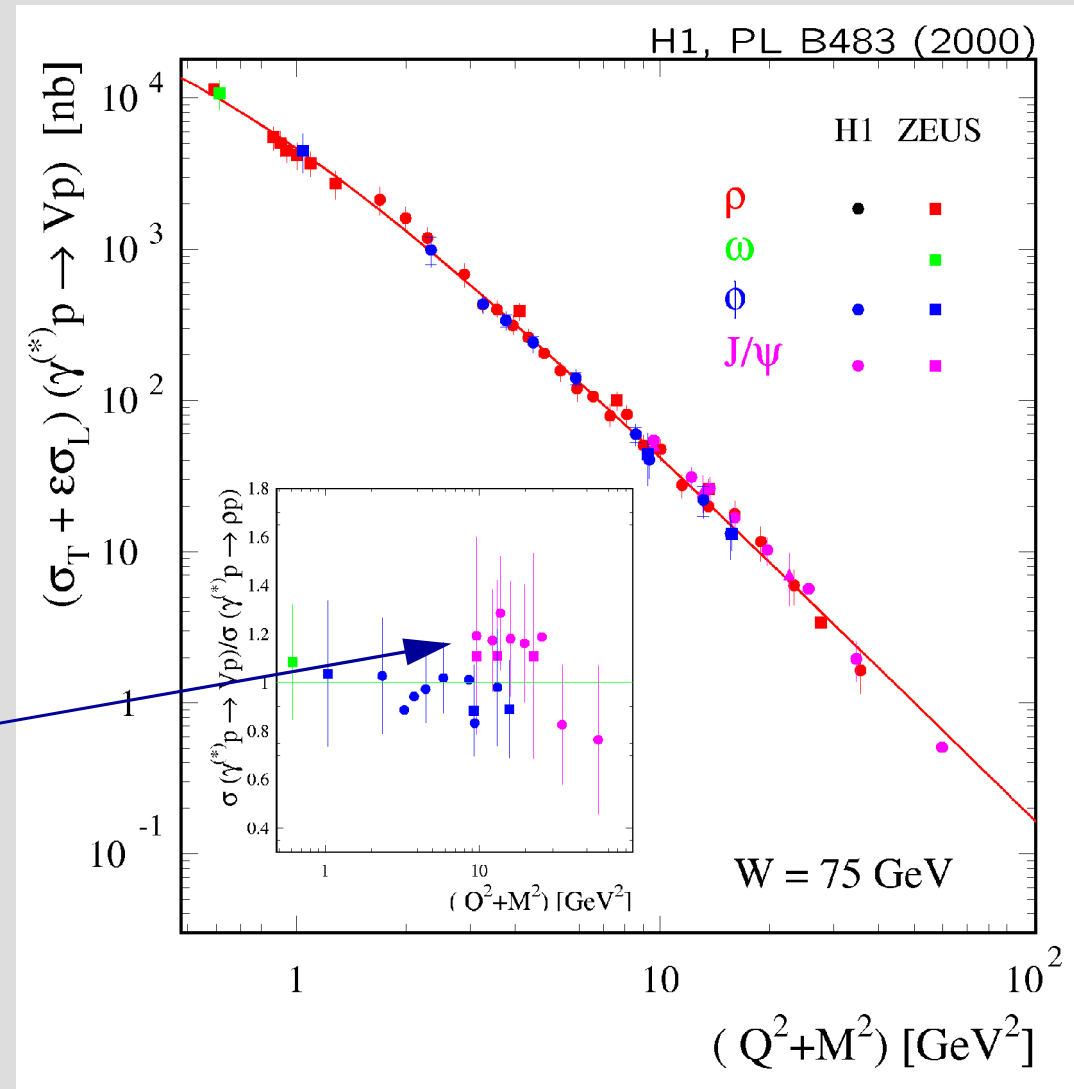 H1, PL B483 (2000)
(σ_T + εσ_L) (γ^(*)p → Vp) [nb]
10^4
10^3
10^2
10
1
10^-1
H1 ZEUS
ρ
ω
ϕ
J/ψ
σ (γ^(*)p → Vp)/σ (γ^(*)p → ρp)
1.8
1.6
1.4
1.2
1
0.8
0.6
0.4
1 10
( Q^2+M^2) [GeV^2]
W = 75 GeV
1 10 10^2
( Q^2+M^2) [GeV^2]